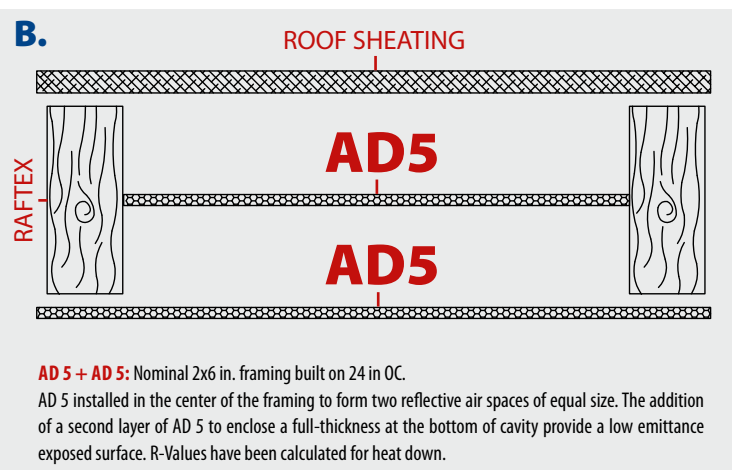 B.
ROOF SHEATING
AD5
RAFTEX
AD5
AD 5 + AD 5: Nominal 2x6 in. framing built on 24 in OC.
AD 5 installed in the center of the framing to form two reflective air spaces of equal size. The addition
of a second layer of AD 5 to enclose a full-thickness at the bottom of cavity provide a low emittance
exposed surface. R-Values have been calculated for heat down.